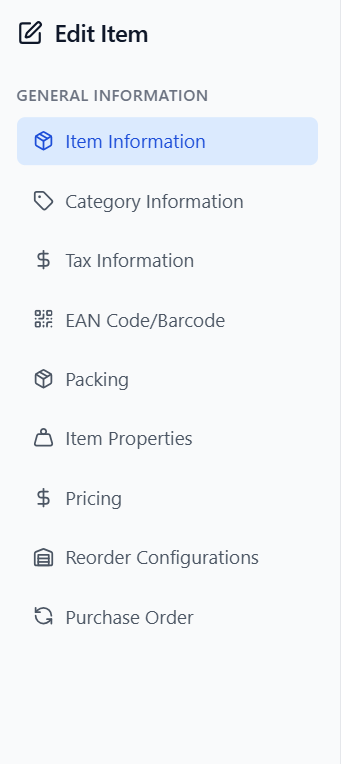 Edit Item
GENERAL INFORMATION
Item Information
Category Information
Tax Information
EAN Code/Barcode
Packing
Item Properties
Pricing
Reorder Configurations
Purchase Order